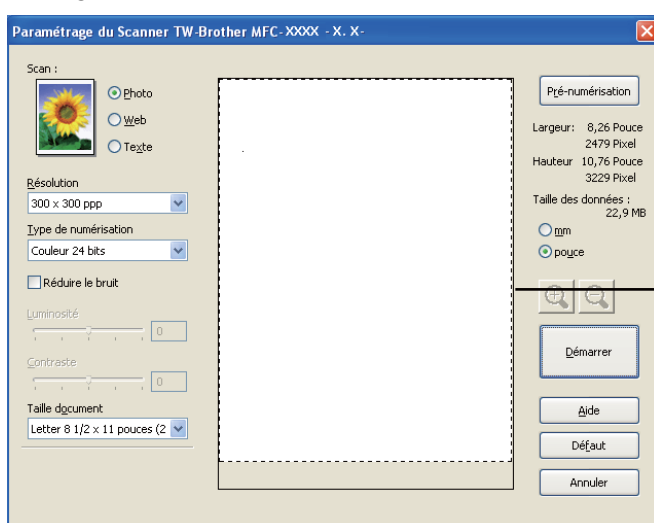 Paramétrage du Scanner TW-Brother MFC-XXXX - X. X-
Scan :
Photo
Web
Texte
Résolution
300 x 300 ppp
Type de numérisation
Couleur 24 bits
Réduire le bruit
Luminosité
0
Contraste
0
Taille document
Letter 8 1/2 x 11 pouces (2
Pré-numérisation
Largeur: 8,26 Pouce
2479 Pixel
Hauteur 10,76 Pouce
3229 Pixel
Taille des données :
22,9 MB
mm
pouce
Démarrer
Aide
Défaut
Annuler